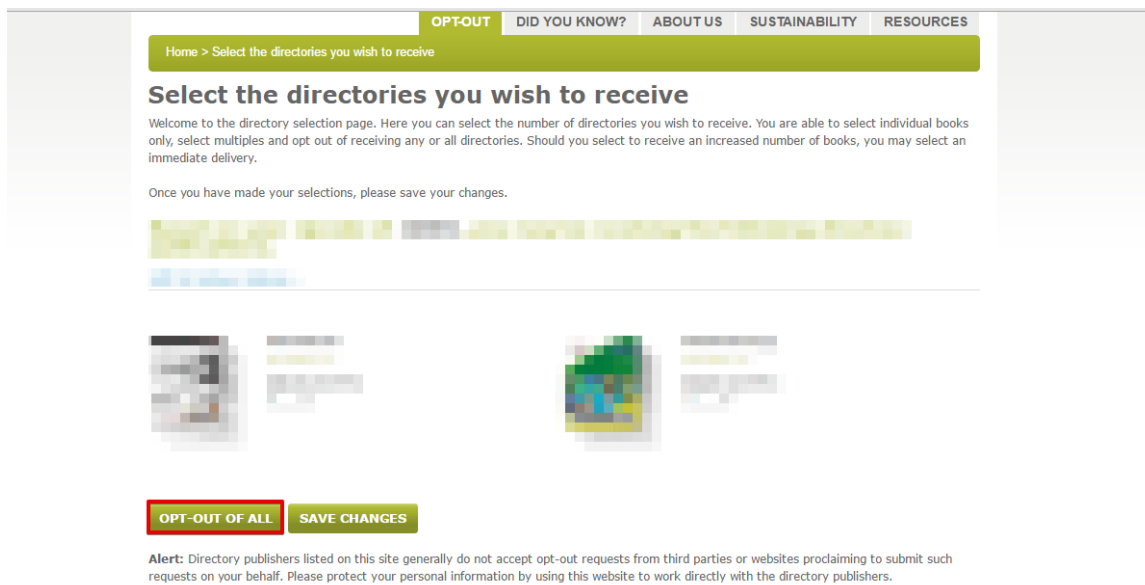 OPT-OUT DID YOU KNOW? ABOUT US SUSTAINABILITY RESOURCES
Home > Select the directories you wish to receive
Select the directories you wish to receive
Welcome to the directory selection page. Here you can select the number of directories you wish to receive. You are able to select individual books
only, select multiples and opt out of receiving any or all directories. Should you select to receive an increased number of books, you may select an
immediate delivery.
Once you have made your selections, please save your changes.
OPT-OUT OF ALL SAVE CHANGES
Alert: Directory publishers listed on this site generally do not accept opt-out requests from third parties or websites proclaiming to submit such
requests on your behalf. Please protect your personal information by using this website to work directly with the directory publishers.